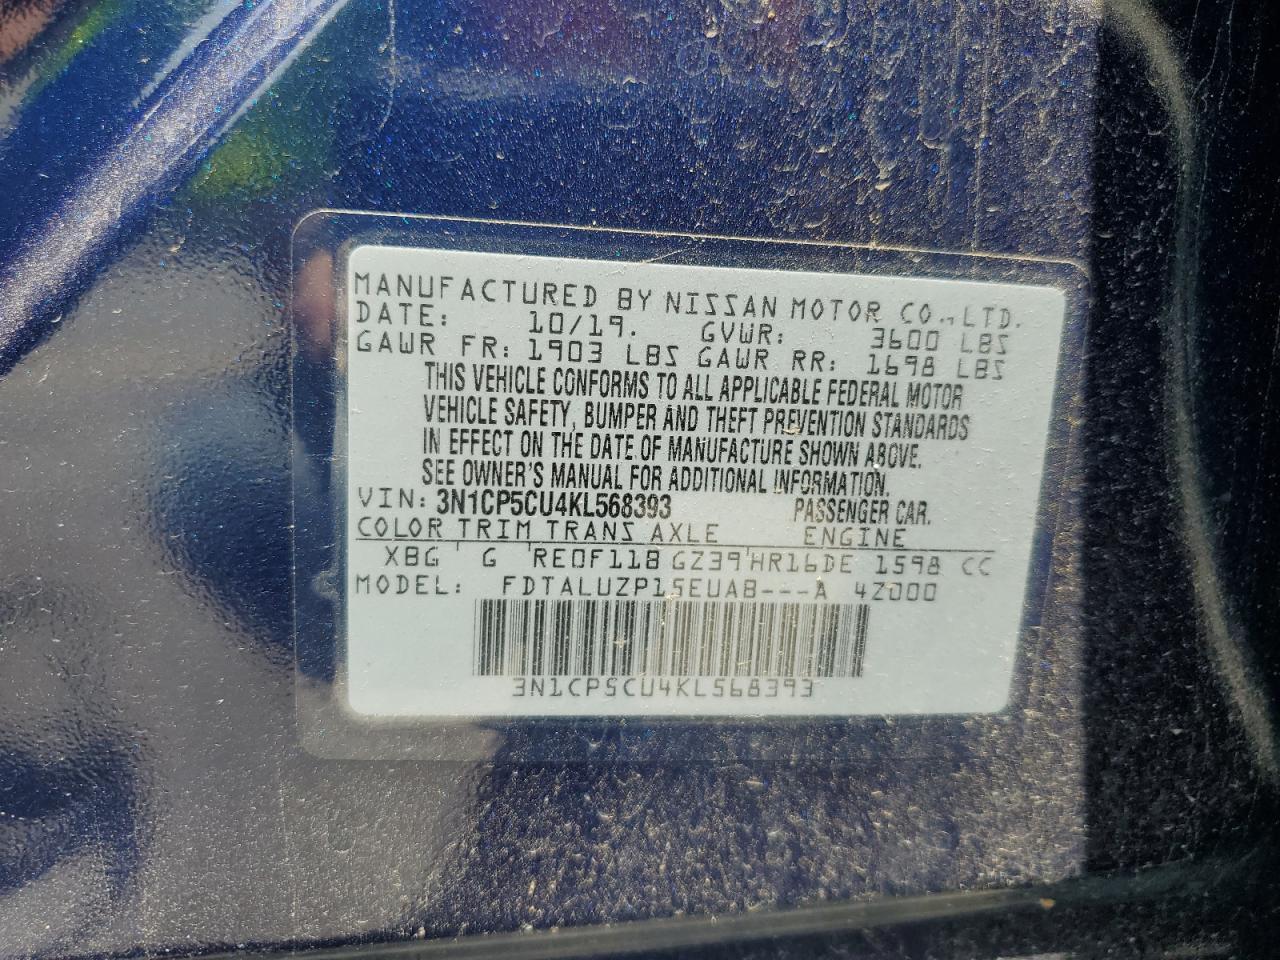 MANUFACTURED BY NISSAN MOTOR CO.,LTD.
DATE: 10/19. GVWR: 3600 LBS
GAWR FR: 1903 LBS GAWR RR: 1698 LBS
THIS VEHICLE CONFORMS TO ALL APPLICABLE FEDERAL MOTOR
VEHICLE SAFETY, BUMPER AND THEFT PREVENTION STANDARDS
IN EFFECT ON THE DATE OF MANUFACTURE SHOWN ABOVE.
SEE OWNER'S MANUAL FOR ADDITIONAL INFORMATION.
VIN: 3N1CP5CU4KL568393 PASSENGER CAR.
COLOR TRIM TRANS AXLE ENGINE
XBG G RE0F11B GZ39 HR16DE 1598 CC
MODEL: FDTALUZP15EUAB---A 4Z000
3N1CP5CU4KL568393